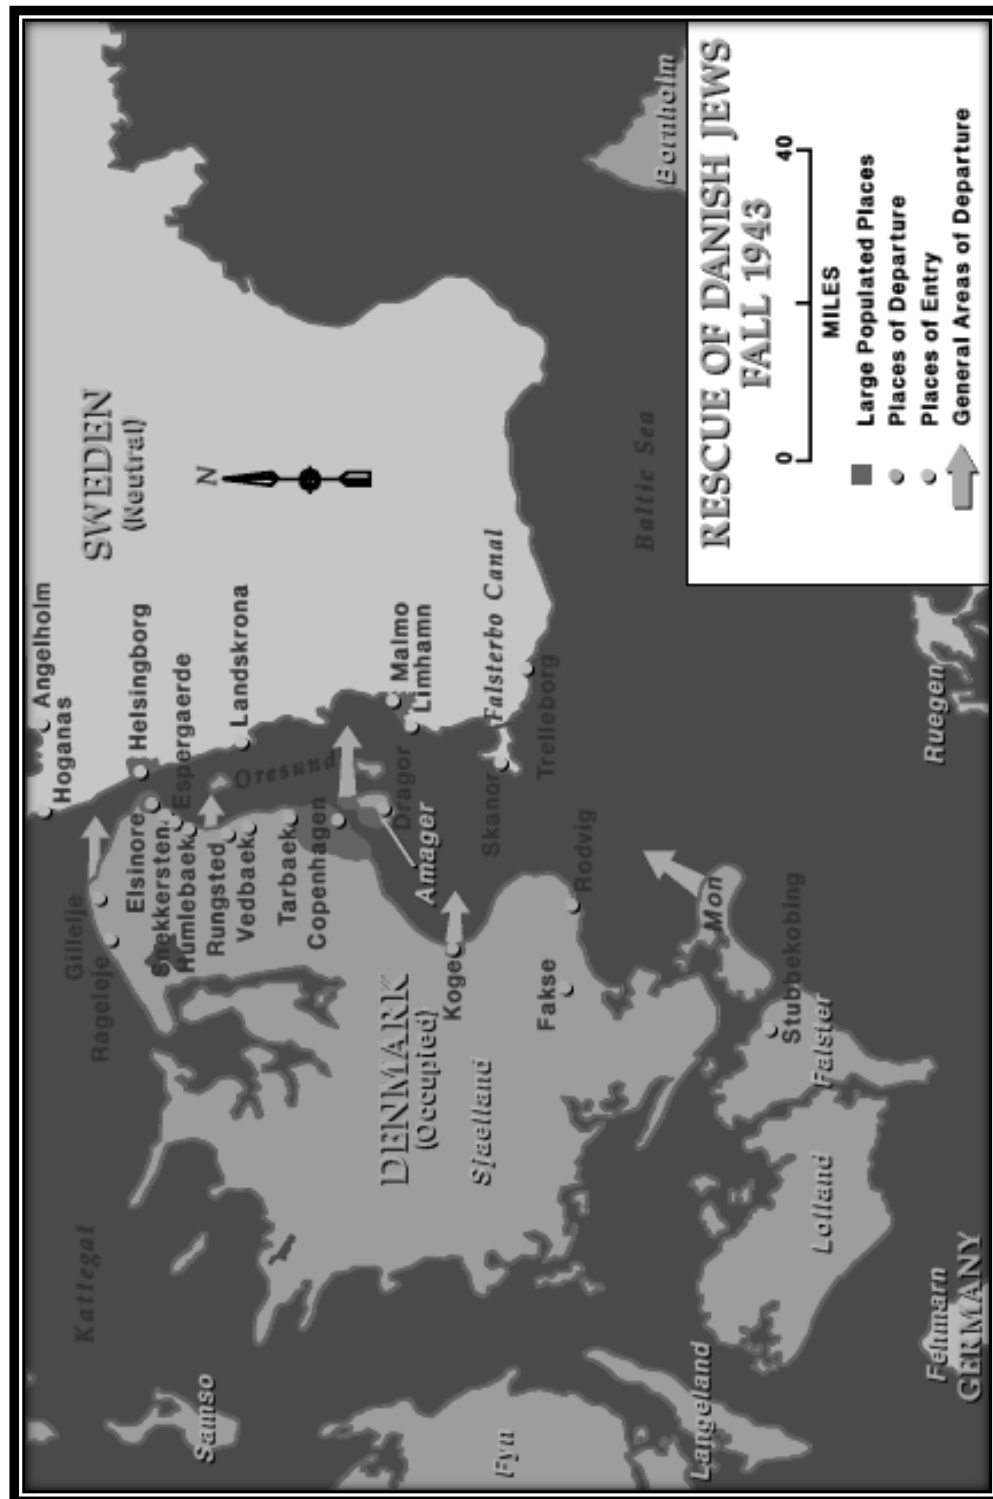 Kattegat
Samso
Fyn
Langeland
Fehmarn
GERMANY
Lolland
Falster
Stubbekobing
Mon
Rageleje
Gilleleje
Elsinore
Snekkersten
Humlebaek
Espergaerde
Rungsted
Vedbaek
Tarbaek
Copenhagen
DENMARK
(Occupied)
Sjaelland
Koge
Fakse
Rodvig
Amager
Dragor
Oresund
Hoganas
Angelholm
Helsingborg
Landskrona
SWEDEN
(Neutral)
N
Malmo
Limhamn
Skanor
Falsterbo Canal
Trelleborg
Baltic Sea
Ruegen
Bornholm
RESCUE OF DANISH JEWS
FALL 1943
0 40
MILES
Large Populated Places
Places of Departure
Places of Entry
General Areas of Departure